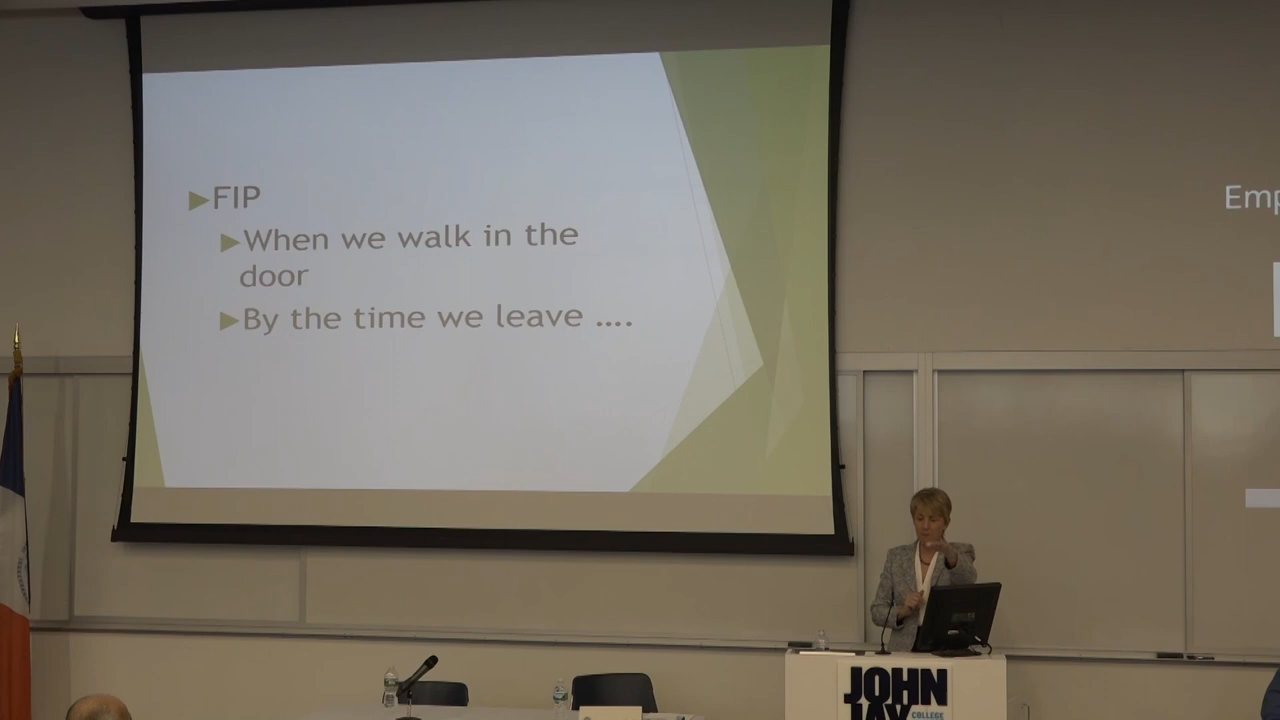 ►FIP
►When we walk in the
door
►By the time we leave ....
Emp
JOHN
JAY
COLLEGE